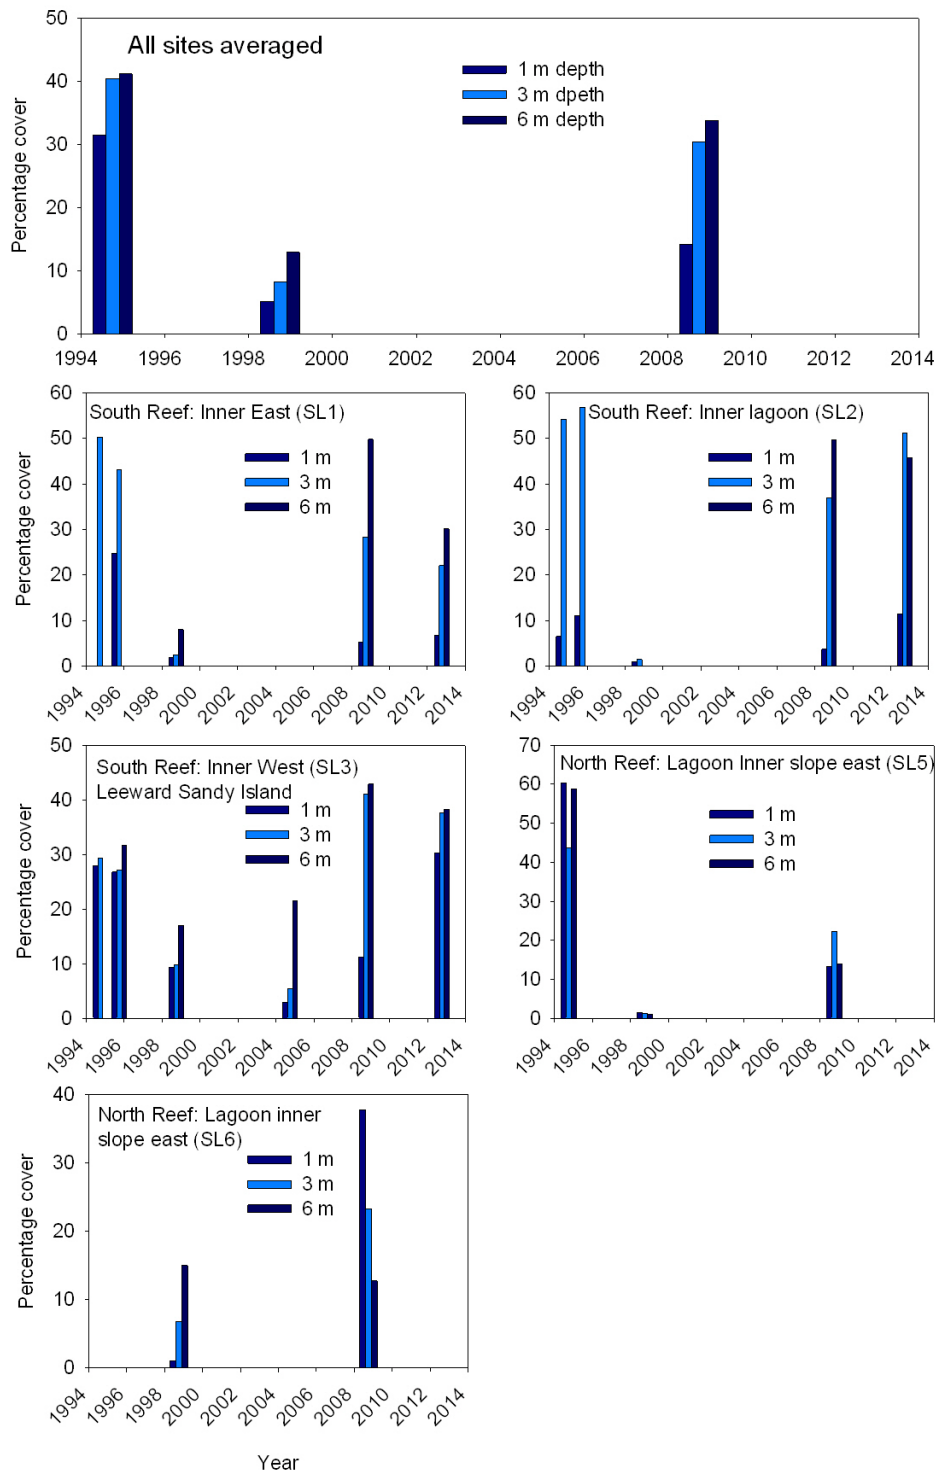 All sites averaged
1 m depth
3 m dpeth
6 m depth
Percentage cover
50
40
30
20
10
0
1994 1996 1998 2000 2002 2004 2006 2008 2010 2012 2014
South Reef: Inner East (SL1)
1 m
3 m
6 m
Percentage cover
60
50
40
30
20
10
0
1994 1996 1998 2000 2002 2004 2006 2008 2010 2012 2014
South Reef: Inner lagoon (SL2)
1 m
3 m
6 m
60
50
40
30
20
10
0
1994 1996 1998 2000 2002 2004 2006 2008 2010 2012 2014
South Reef: Inner West (SL3)
Leeward Sandy Island
1 m
3 m
6 m
Percentage cover
50
40
30
20
10
0
1994 1996 1998 2000 2002 2004 2006 2008 2010 2012 2014
North Reef: Lagoon Inner slope east (SL5)
1 m
3 m
6 m
70
60
50
40
30
20
10
0
1994 1996 1998 2000 2002 2004 2006 2008 2010 2012 2014
North Reef: Lagoon inner
slope east (SL6)
1 m
3 m
6 m
Percentage cover
40
30
20
10
0
1994 1996 1998 2000 2002 2004 2006 2008 2010 2012 2014
Year